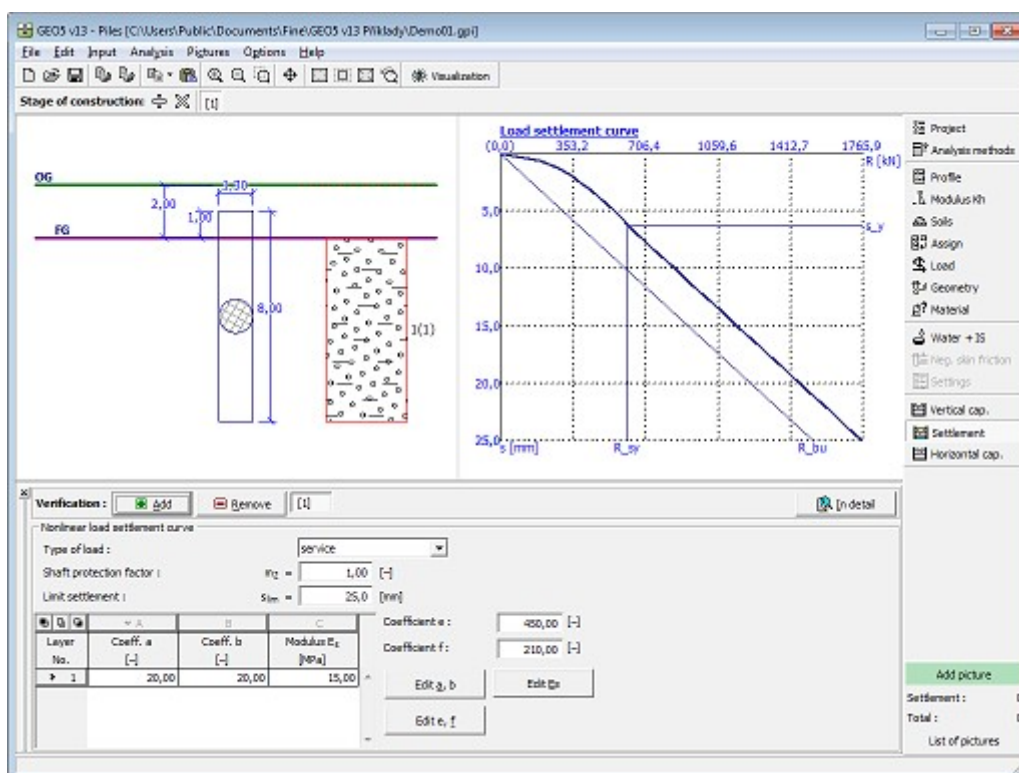 GEO5 v13 - Piles [C:\Users\Public\Documents\Fine\GEO5 v13 Příklady\Demo01.gpi]
File Edit Input Analysis Pictures Options Help
Visualization
Stage of construction: [1]
OG
FG
2,00
1,00
1,00
8,00
1(1)
Load settlement curve
(0,0) 353,2 706,4 1059,6 1412,7 1765,9
R [kN]
5,0
s_y
10,0
15,0
20,0
25,0
s [mm] R_sy R_bu
Project
Analysis methods
Profile
Modulus Kh
Soils
Assign
Load
Geometry
Material
Water + IS
Neg. skin friction
Settings
Vertical cap.
Settlement
Horizontal cap.
Verification : Add Remove [1] In detail
Nonlinear load settlement curve
Type of load : service
Shaft protection factor : m2 = 1,00 [-]
Limit settlement : slim = 25,0 [mm]
A B C
Layer No. Coeff. a [-] Coeff. b [-] Modulus Es [MPa]
1 20,00 20,00 15,00
Coefficient e : 450,00 [-]
Coefficient f : 210,00 [-]
Edit a, b Edit Es
Edit e, f
Add picture
Settlement :
Total :
List of pictures